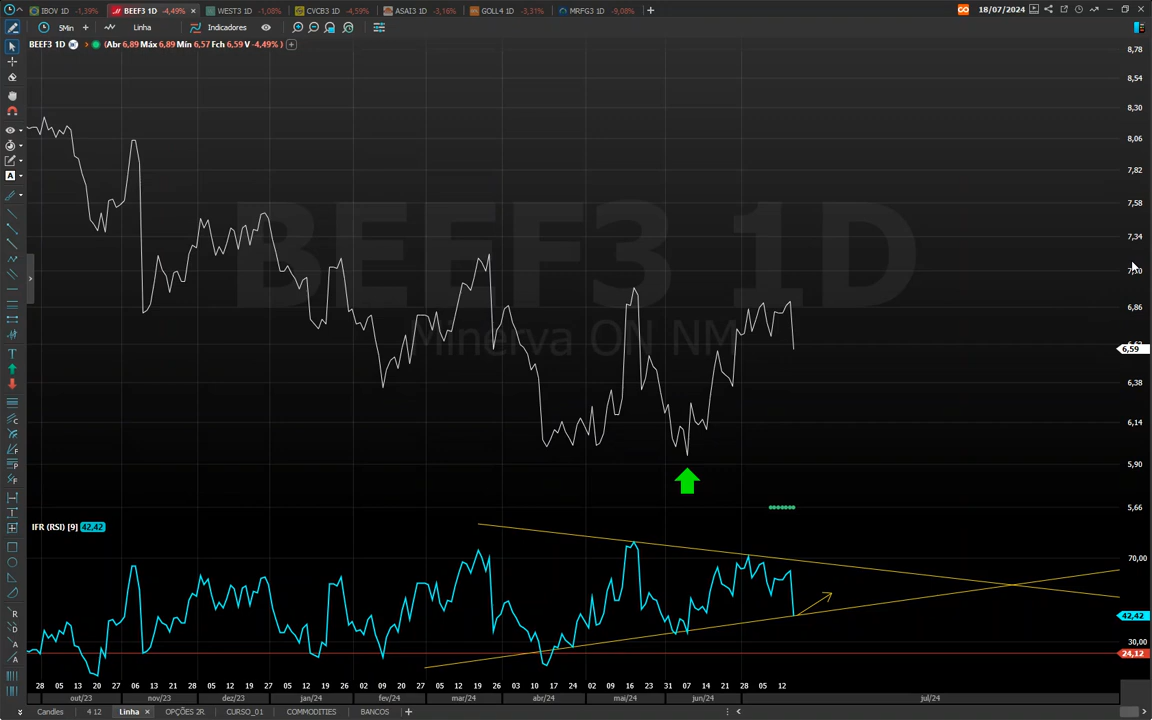 IBOV 1D -1,39% BEEF3 1D -4,49% × WEST3 1D -1,08% CVCB3 1D -4,59% ASAI3 1D -3,16% GOLL4 1D -3,31% MRFG3 1D -9,08% + 18/07/2024
5Min + Linha Indicadores
BEEF3 1D (Abr 6,89 Máx 6,89 Mín 6,57 Fch 6,59 V -4,49% )
8,78
8,54
8,30
8,06
7,82
7,58
7,34
BEEF3 1D
6,86
Minerva ON NM
6,59
6,38
6,14
5,90
5,66
IFR (RSI) [9] 42,42
70,00
42,42
30,00
24,12
28 05 13 20 27 06 13 21 28 05 12 19 27 05 12 19 26 02 09 20 27 05 12 19 26 03 10 17 24 02 09 16 23 31 07 14 21 28 05 12
out/23 nov/23 dez/23 jan/24 fev/24 mar/24 abr/24 mai/24 jun/24 jul/24
Candles 4 12 Linha × OPÇÕES 2R CURSO_01 COMMODITIES BANCOS +